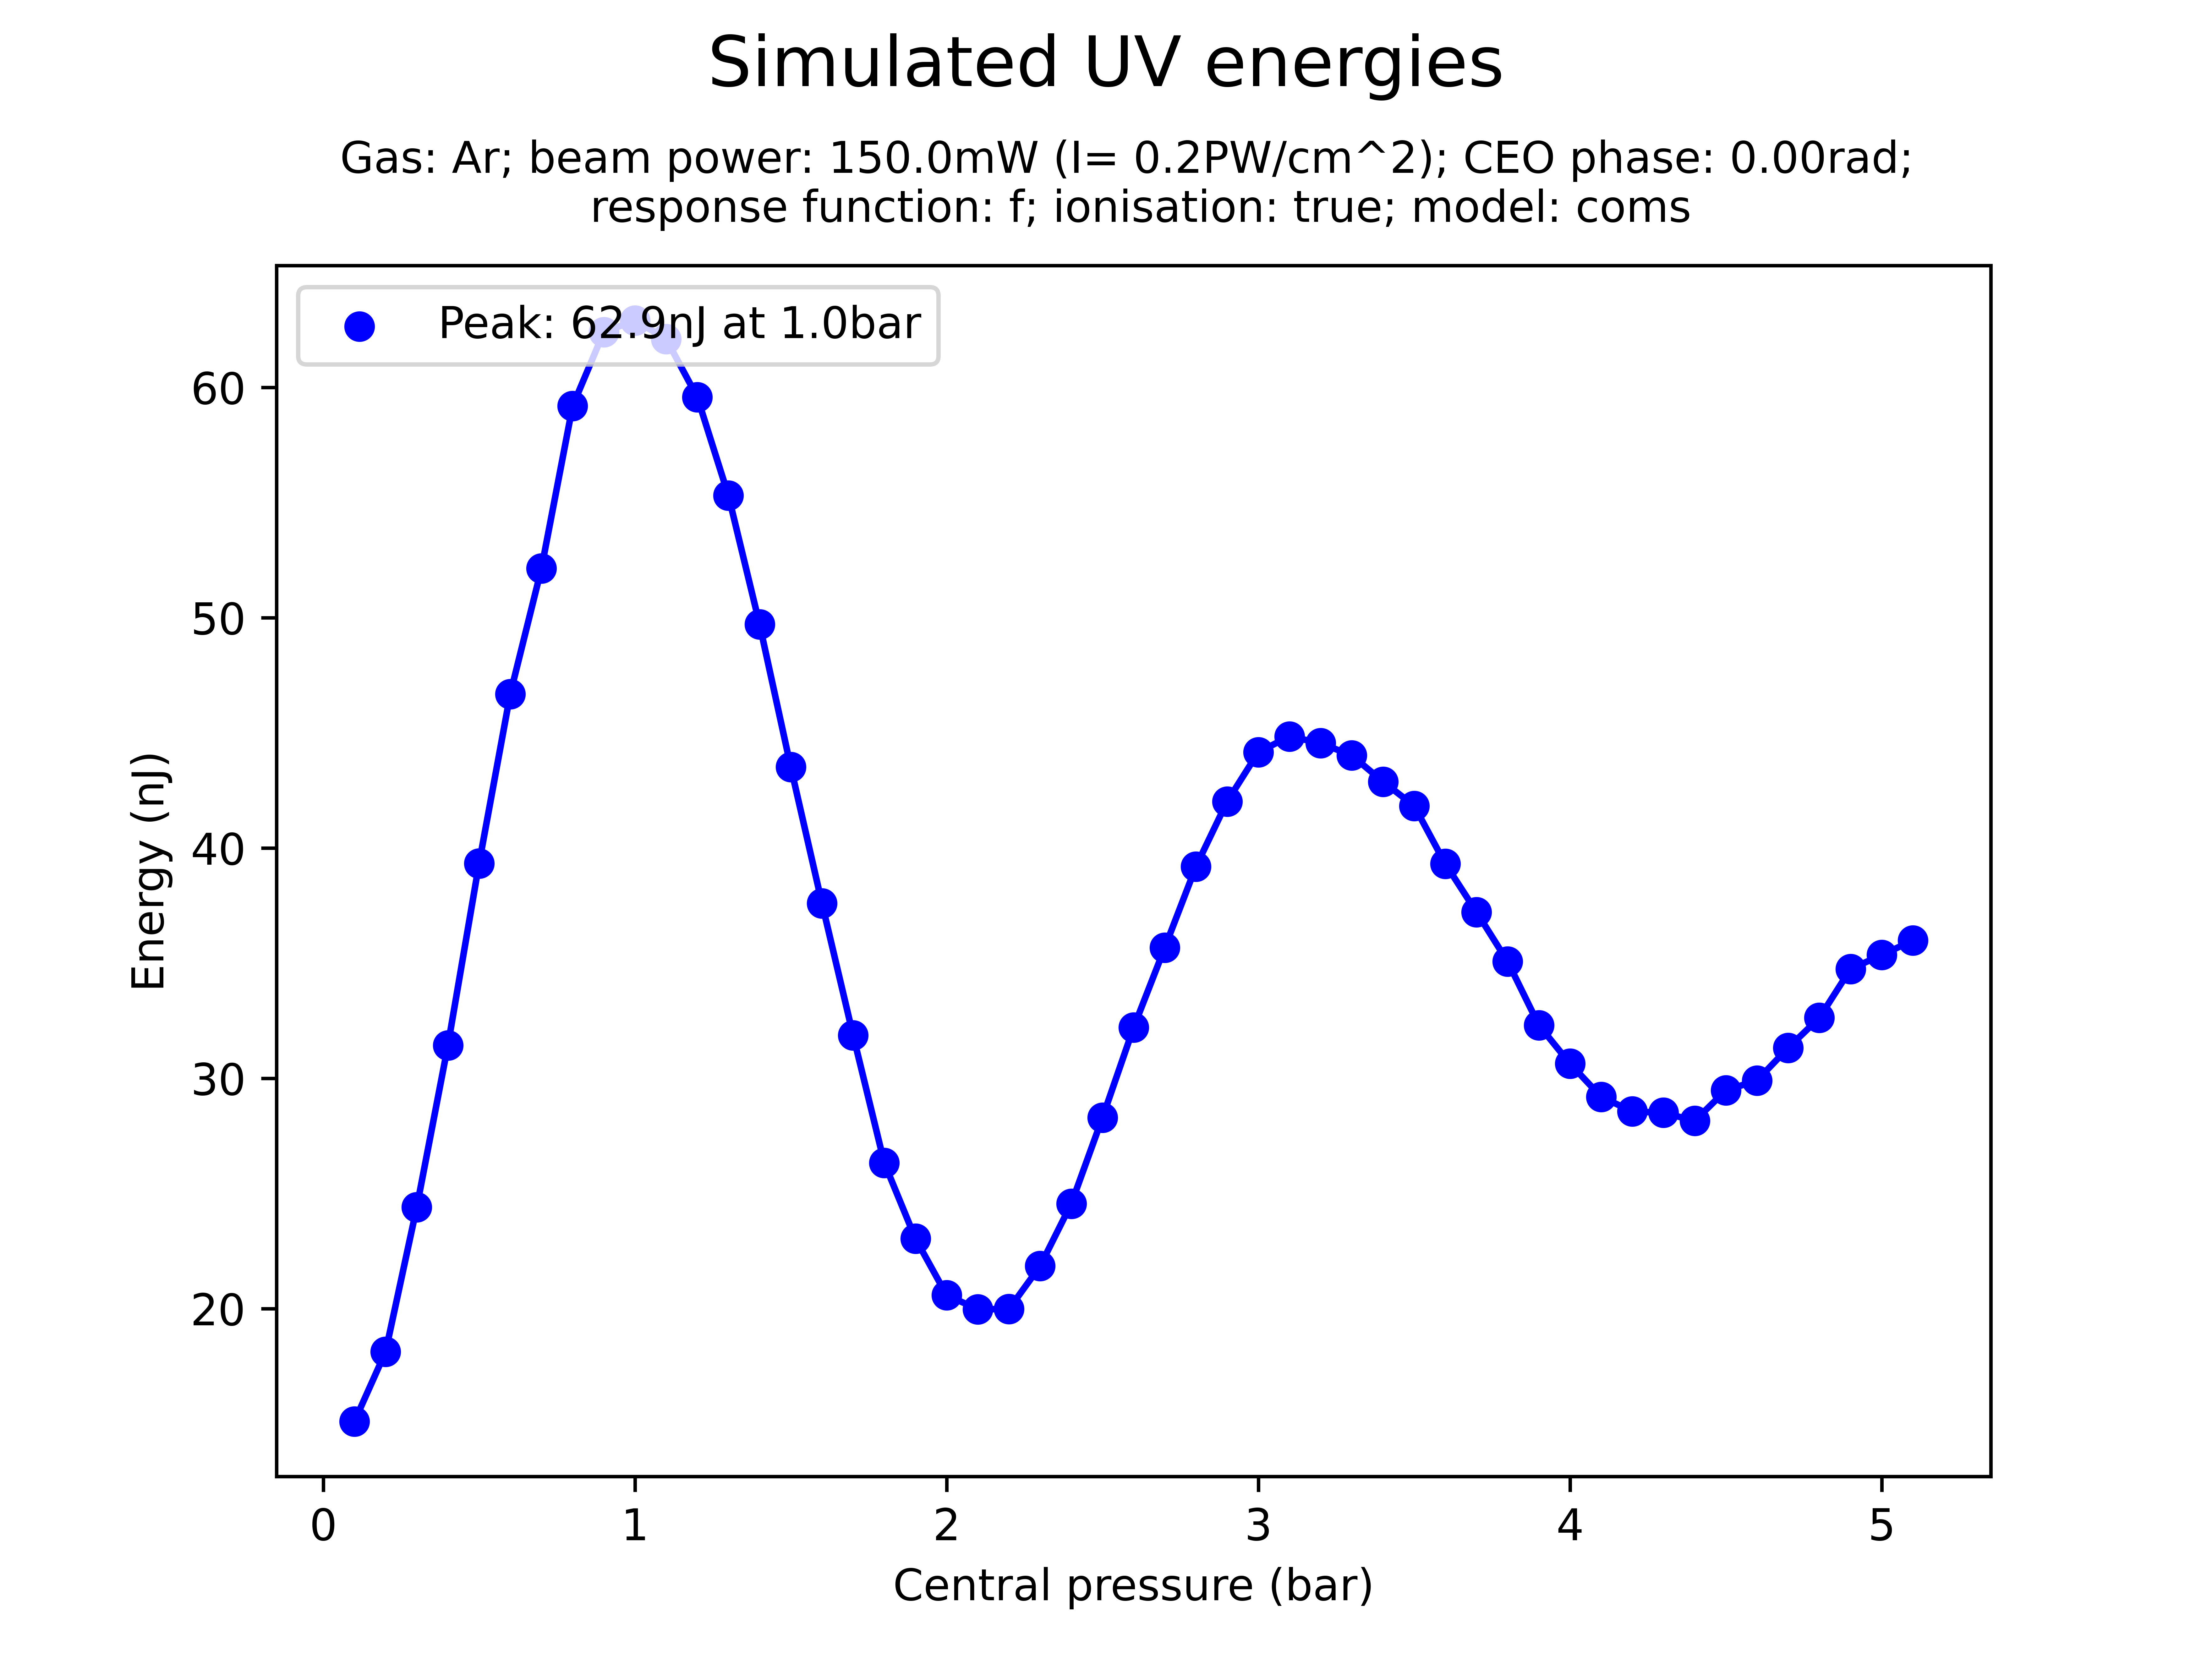 Simulated UV energies
Gas: Ar; beam power: 150.0mW (I= 0.2PW/cm^2); CEO phase: 0.00rad;
response function: f; ionisation: true; model: coms
Peak: 62.9nJ at 1.0bar
60
50
40
30
20
Energy (nJ)
0 1 2 3 4 5
Central pressure (bar)